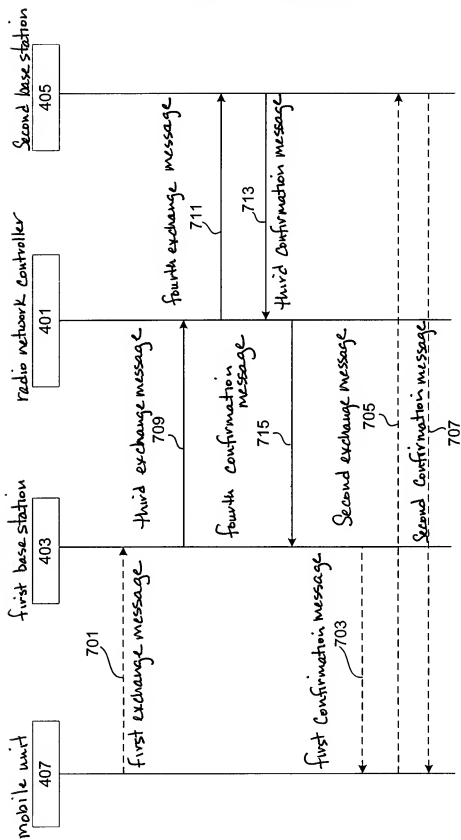 mobile unit
407
first base station
403
radio network controller
401
Second base station
405
701
first exchange message
third exchange message
709
fourth exchange message
711
713
third confirmation message
fourth confirmation
message
715
first Confirmation message
703
Second exchange message
705
Second Confirmation message
707